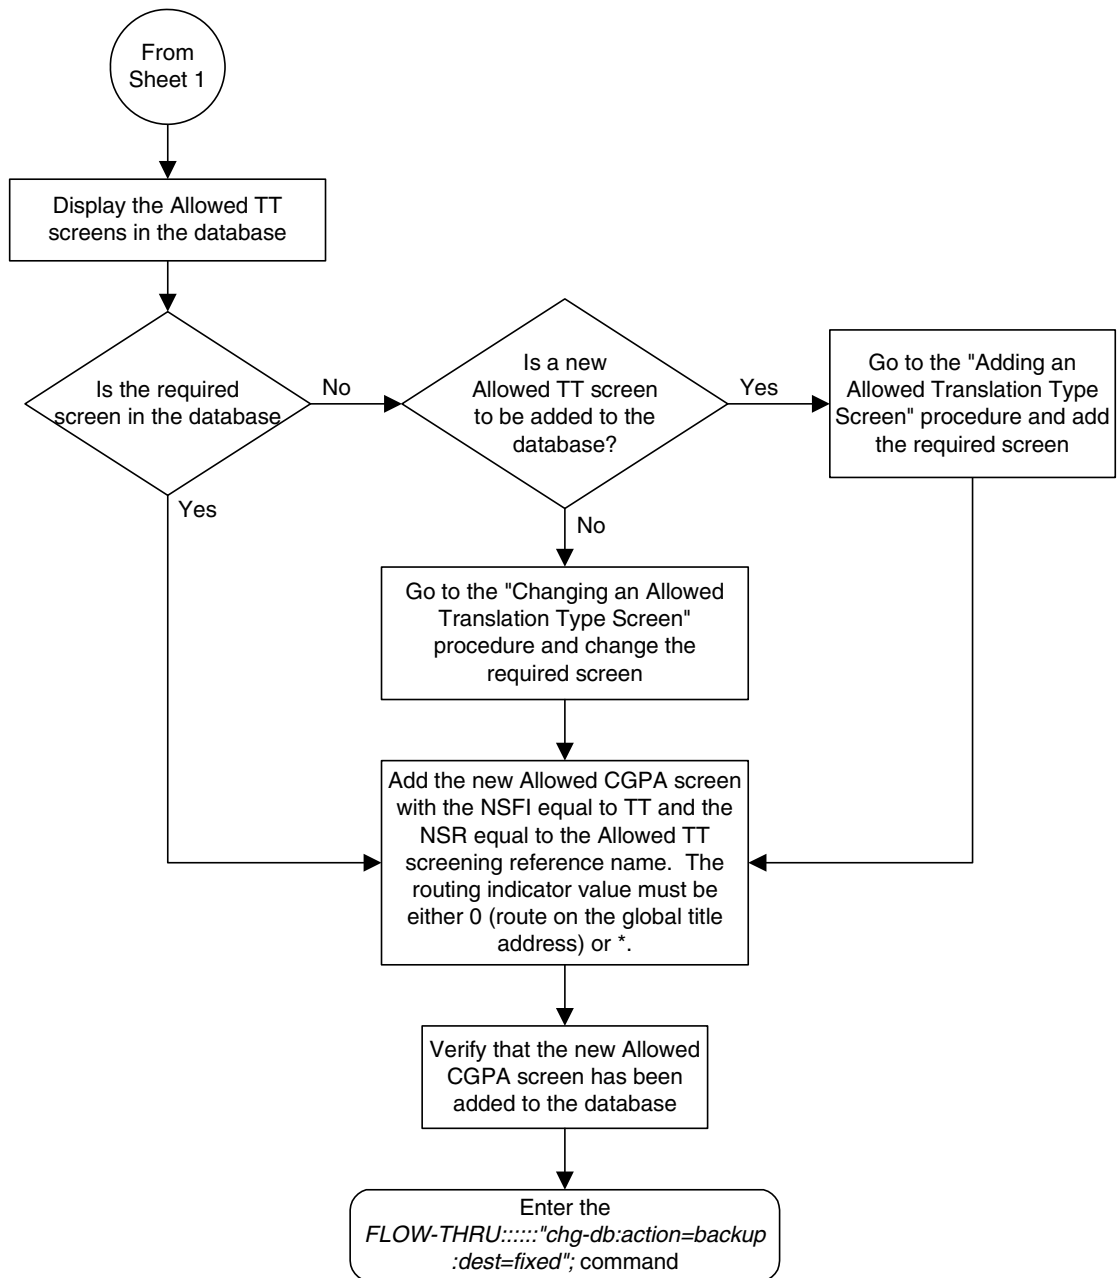 From
Sheet 1
Display the Allowed TT
screens in the database
Is the required
screen in the database
No
Is a new
Allowed TT screen
to be added to the
database?
Yes
Go to the "Adding an
Allowed Translation Type
Screen" procedure and add
the required screen
Yes
No
Go to the "Changing an Allowed
Translation Type Screen"
procedure and change the
required screen
Add the new Allowed CGPA screen
with the NSFI equal to TT and the
NSR equal to the Allowed TT
screening reference name.  The
routing indicator value must be
either 0 (route on the global title
address) or *.
Verify that the new Allowed
CGPA screen has been
added to the database
Enter the
FLOW-THRU::::::"chg-db:action=backup
:dest=fixed"; command